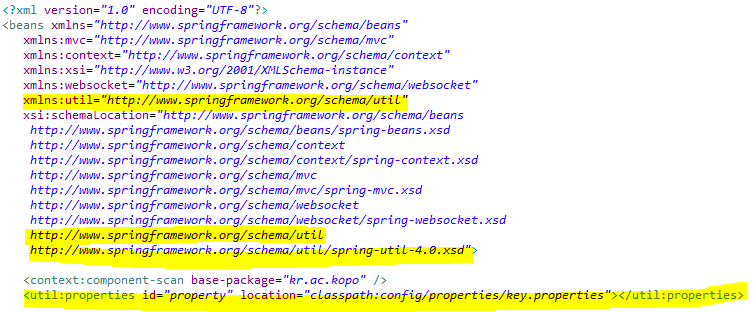 <?xml version="1.0" encoding="UTF-8"?>
<beans xmlns="http://www.springframework.org/schema/beans"
xmlns:mvc="http://www.springframework.org/schema/mvc"
xmlns:context="http://www.springframework.org/schema/context"
xmlns:xsi="http://www.w3.org/2001/XMLSchema-instance"
xmlns:websocket="http://www.springframework.org/schema/websocket"
xmlns:util="http://www.springframework.org/schema/util"
xsi:schemaLocation="http://www.springframework.org/schema/beans
http://www.springframework.org/schema/beans/spring-beans.xsd
http://www.springframework.org/schema/context
http://www.springframework.org/schema/context/spring-context.xsd
http://www.springframework.org/schema/mvc
http://www.springframework.org/schema/mvc/spring-mvc.xsd
http://www.springframework.org/schema/websocket
http://www.springframework.org/schema/websocket/spring-websocket.xsd
http://www.springframework.org/schema/util
http://www.springframework.org/schema/util/spring-util-4.0.xsd">
<context:component-scan base-package="kr.ac.kopo" />
<util:properties id="property" location="classpath:config/properties/key.properties"></util:properties>